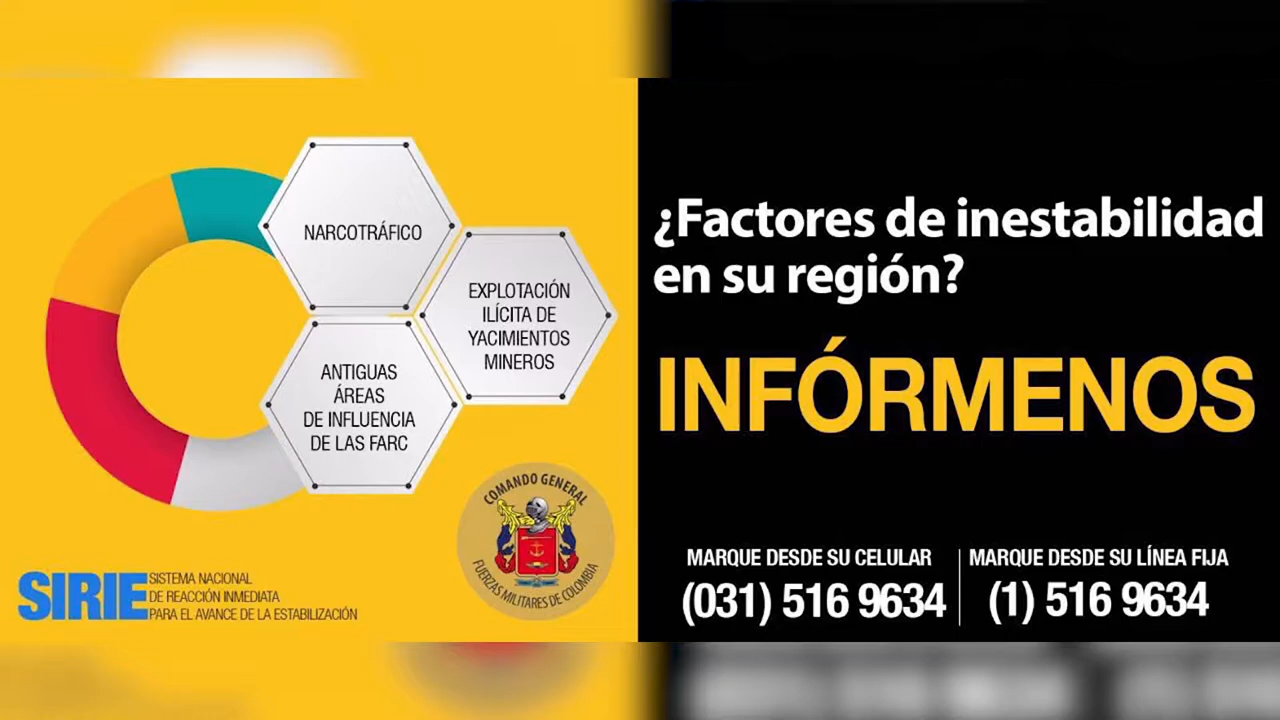 NARCOTRÁFICO
EXPLOTACIÓN
ILÍCITA DE
YACIMIENTOS
MINEROS
ANTIGUAS
ÁREAS
DE INFLUENCIA
DE LAS FARC
COMANDO GENERAL
FUERZAS MILITARES DE COLOMBIA
SIRIE
SISTEMA NACIONAL
DE REACCIÓN INMEDIATA
PARA EL AVANCE DE LA ESTABILIZACIÓN
¿Factores de inestabilidad
en su región?
INFÓRMENOS
MARQUE DESDE SU CELULAR
(031) 516 9634
MARQUE DESDE SU LÍNEA FIJA
(1) 516 9634